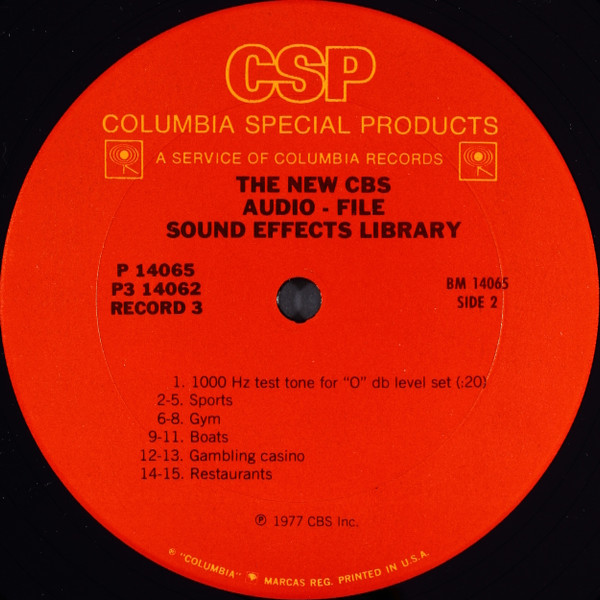 CSP
COLUMBIA SPECIAL PRODUCTS
A SERVICE OF COLUMBIA RECORDS
THE NEW CBS
AUDIO - FILE
SOUND EFFECTS LIBRARY
P 14065
P3 14062
RECORD 3
BM 14065
SIDE 2
1. 1000 Hz test tone for “O” db level set (:20)
2-5. Sports
6-8. Gym
9-11. Boats
12-13. Gambling casino
14-15. Restaurants
℗ 1977 CBS Inc.
® "COLUMBIA" MARCAS REG. PRINTED IN U.S.A.